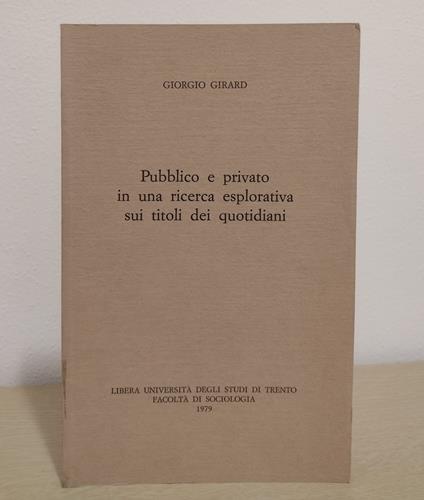 GIORGIO GIRARD
Pubblico e privato
in una ricerca esplorativa
sui titoli dei quotidiani
LIBERA UNIVERSITÀ DEGLI STUDI DI TRENTO
FACOLTÀ DI SOCIOLOGIA
1979